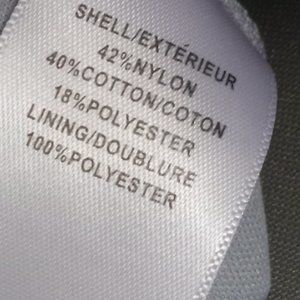 SHELL/EXTÉRIEUR
42%NYLON
40%COTTON/COTON
18%POLYESTER
LINING/DOUBLURE
100%POLYESTER